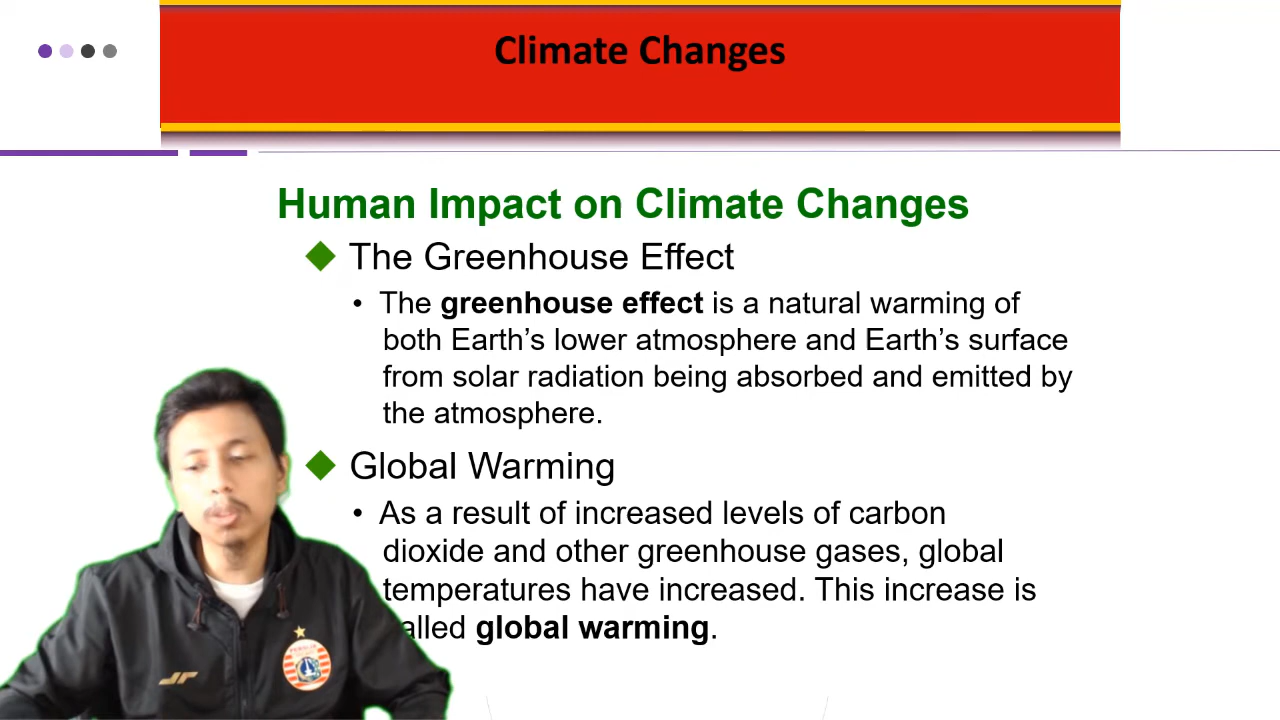 Climate Changes
Human Impact on Climate Changes
The Greenhouse Effect
• The greenhouse effect is a natural warming of
both Earth’s lower atmosphere and Earth’s surface
from solar radiation being absorbed and emitted by
the atmosphere.
Global Warming
• As a result of increased levels of carbon
dioxide and other greenhouse gases, global
temperatures have increased. This increase is
alled global warming.